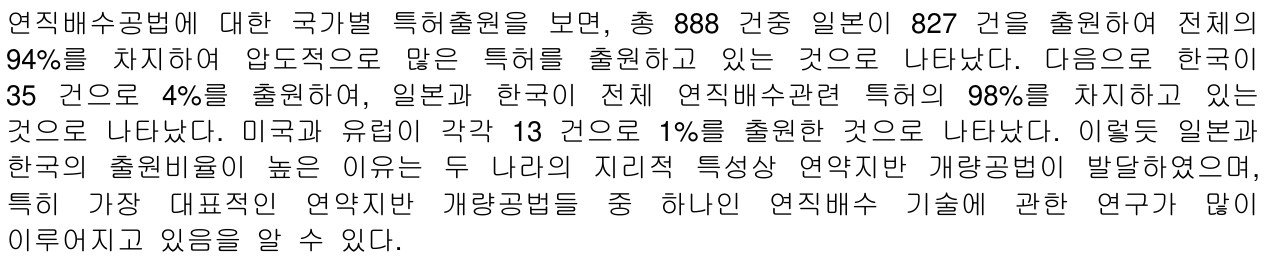 연직배수공법에 대한 국가별 특허출원을 보면, 총 888 건중 일본이 827 건을 출원하여 전체의
94%를 차지하여 압도적으로 많은 특허를 출원하고 있는 것으로 나타났다. 다음으로 한국이
35 건으로 4%를 출원하여, 일본과 한국이 전체 연직배수관련 특허의 98%를 차지하고 있는
것으로 나타났다. 미국과 유럽이 각각 13 건으로 1%를 출원한 것으로 나타났다. 이렇듯 일본과
한국의 출원비율이 높은 이유는 두 나라의 지리적 특성상 연약지반 개량공법이 발달하였으며,
특히 가장 대표적인 연약지반 개량공법들 중 하나인 연직배수 기술에 관한 연구가 많이
이루어지고 있음을 알 수 있다.